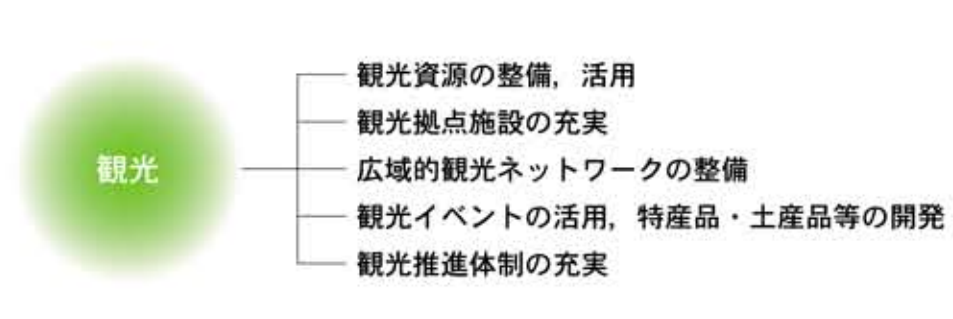 観光
観光資源の整備，活用
観光拠点施設の充実
広域的観光ネットワークの整備
観光イベントの活用，特産品・土産品等の開発
観光推進体制の充実